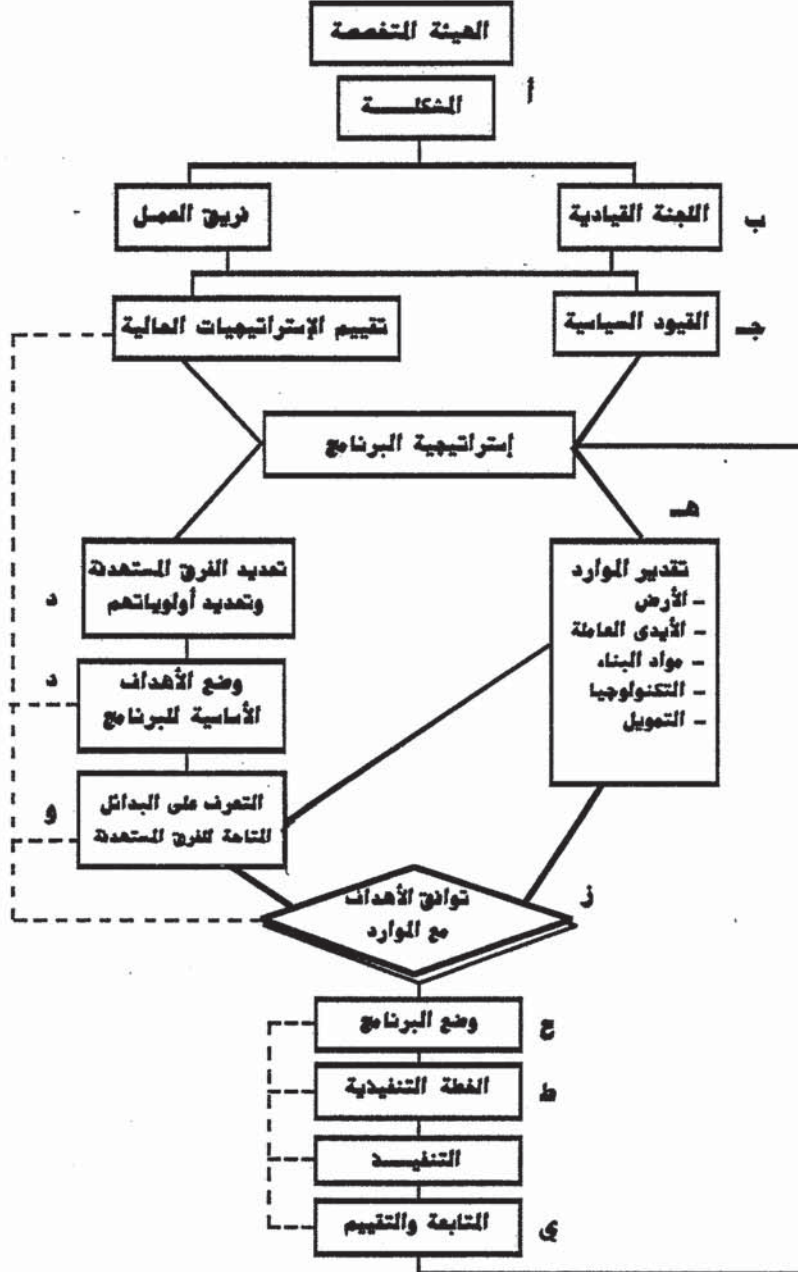 الهيئة المتخصصة
أ
المشكلـــــة
اللجنة القيادية
فريق العمـل
ب
القيود السياسية
تقييم الإستراتيجيات الحالية
جـ
إستراتيجية البرنامج
هـ
تقدير الموارد
– الأرض
– الأيدى العاملة
– مواد البناء
– التكنولوجيا
– التمويل
تحديد الفرق المستهدفة
وتحديد أولوياتهم
د
وضع الأهداف
الأساسية للبرنامج
د
التعرف على البدائل
المتاحة للفرق المستهدفة
و
توافق الأهداف
مع الموارد
ز
وضع البرنامج
ح
الخطة التنفيذية
ط
التنفيـــذ
المتابعة والتقييم
ى